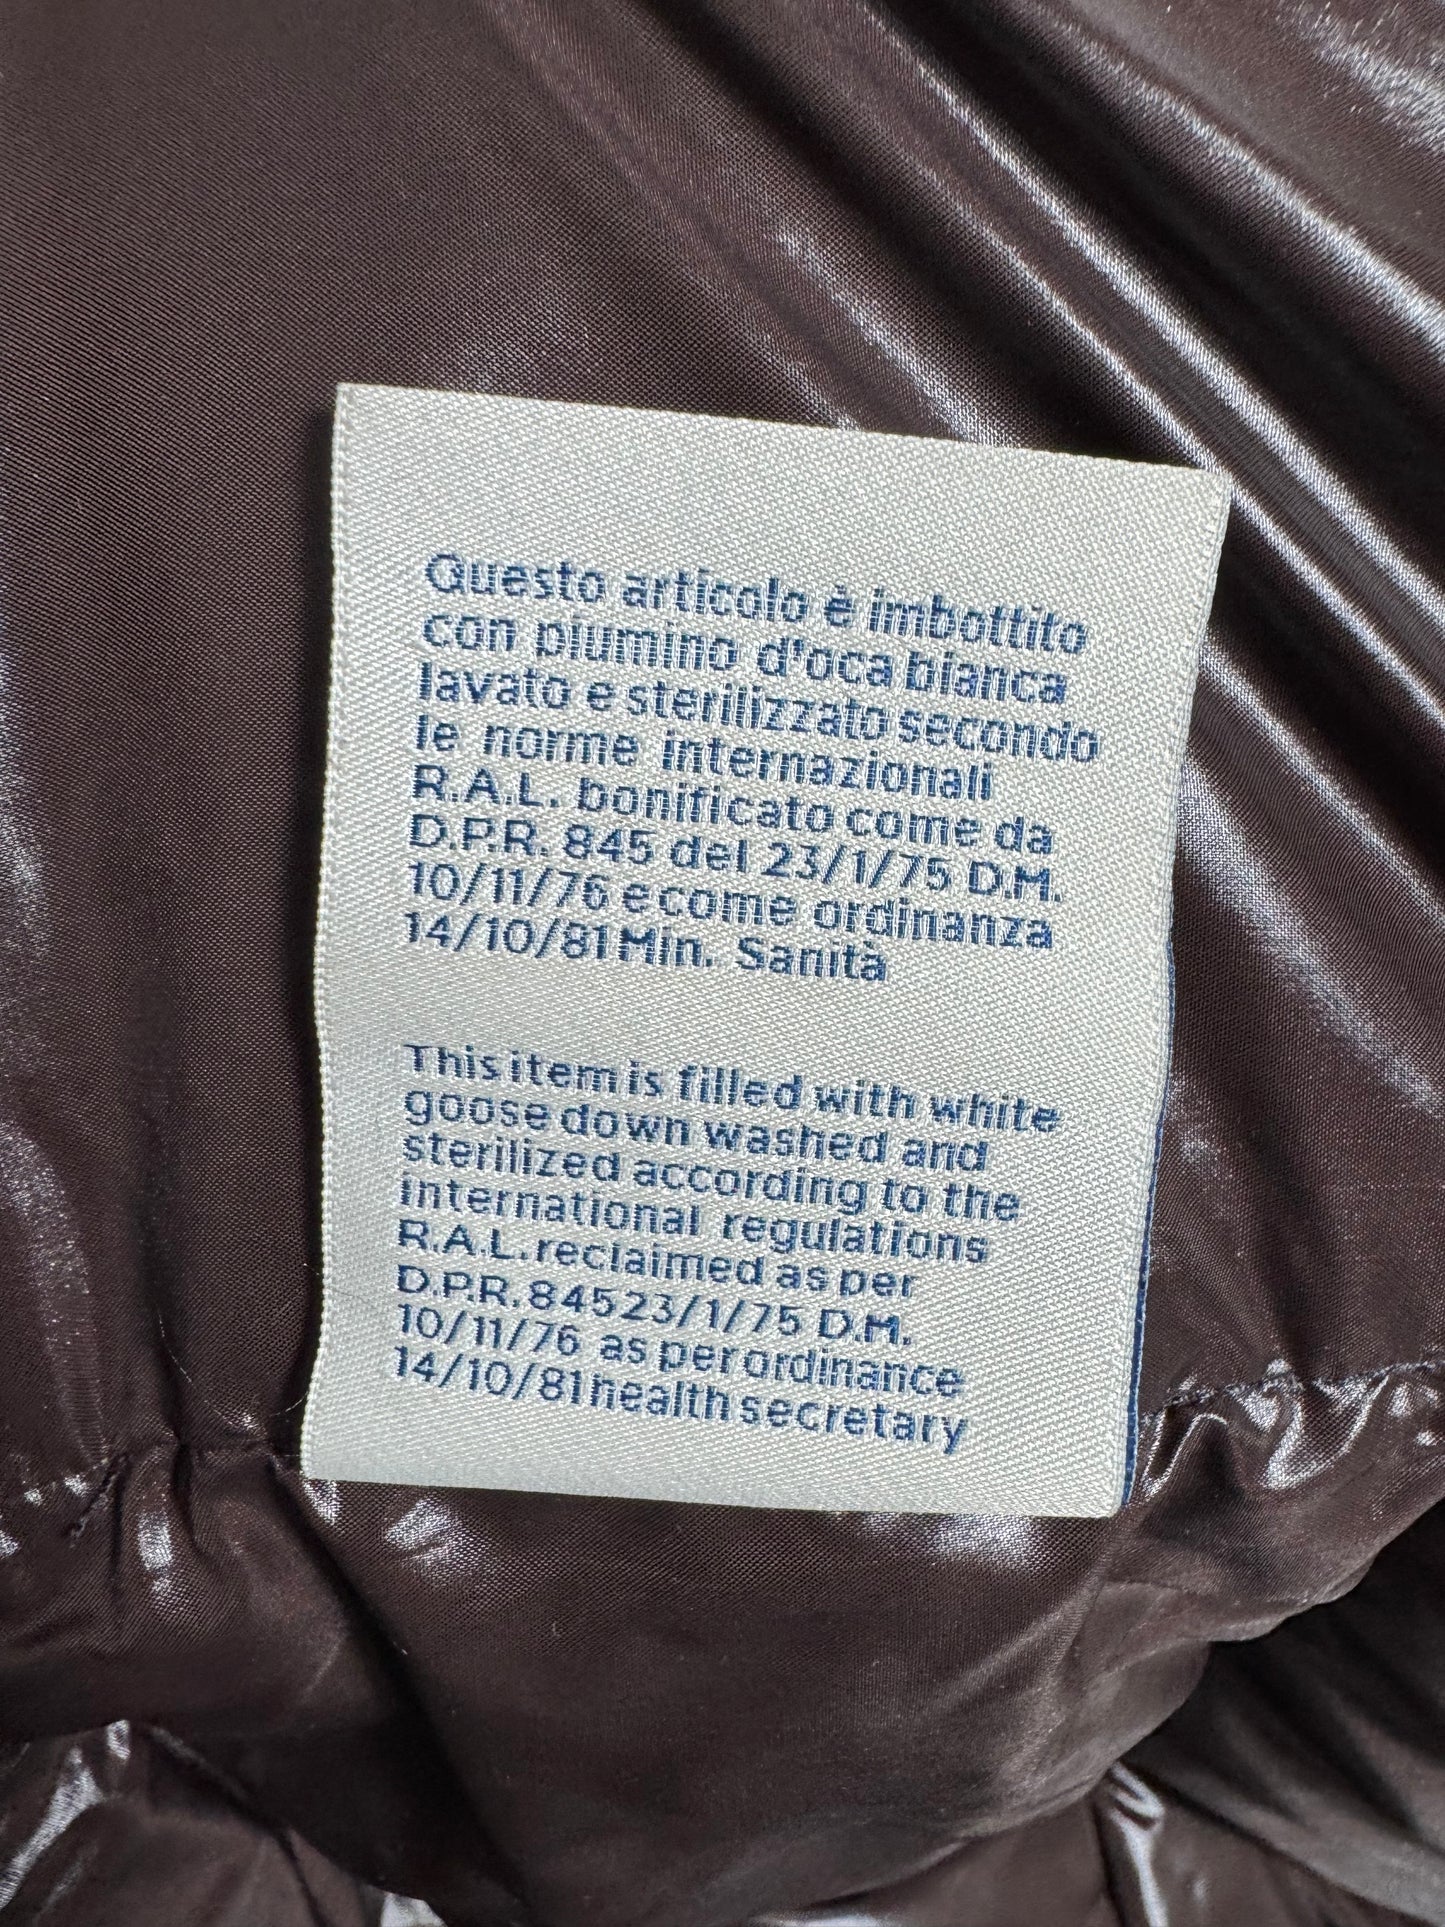 Questo articolo è imbottito
con piumino d'oca bianca
lavato e sterilizzato secondo
le norme internazionali
R.A.L. bonificato come da
D.P.R. 845 del 23/1/75 D.M.
10/11/76 e come ordinanza
14/10/81 Min. Sanità
This item is filled with white
goose down washed and
sterilized according to the
international regulations
R.A.L. reclaimed as per
D.P.R. 84523/1/75 D.M.
10/11/76 as per ordinance
14/10/81 health secretary